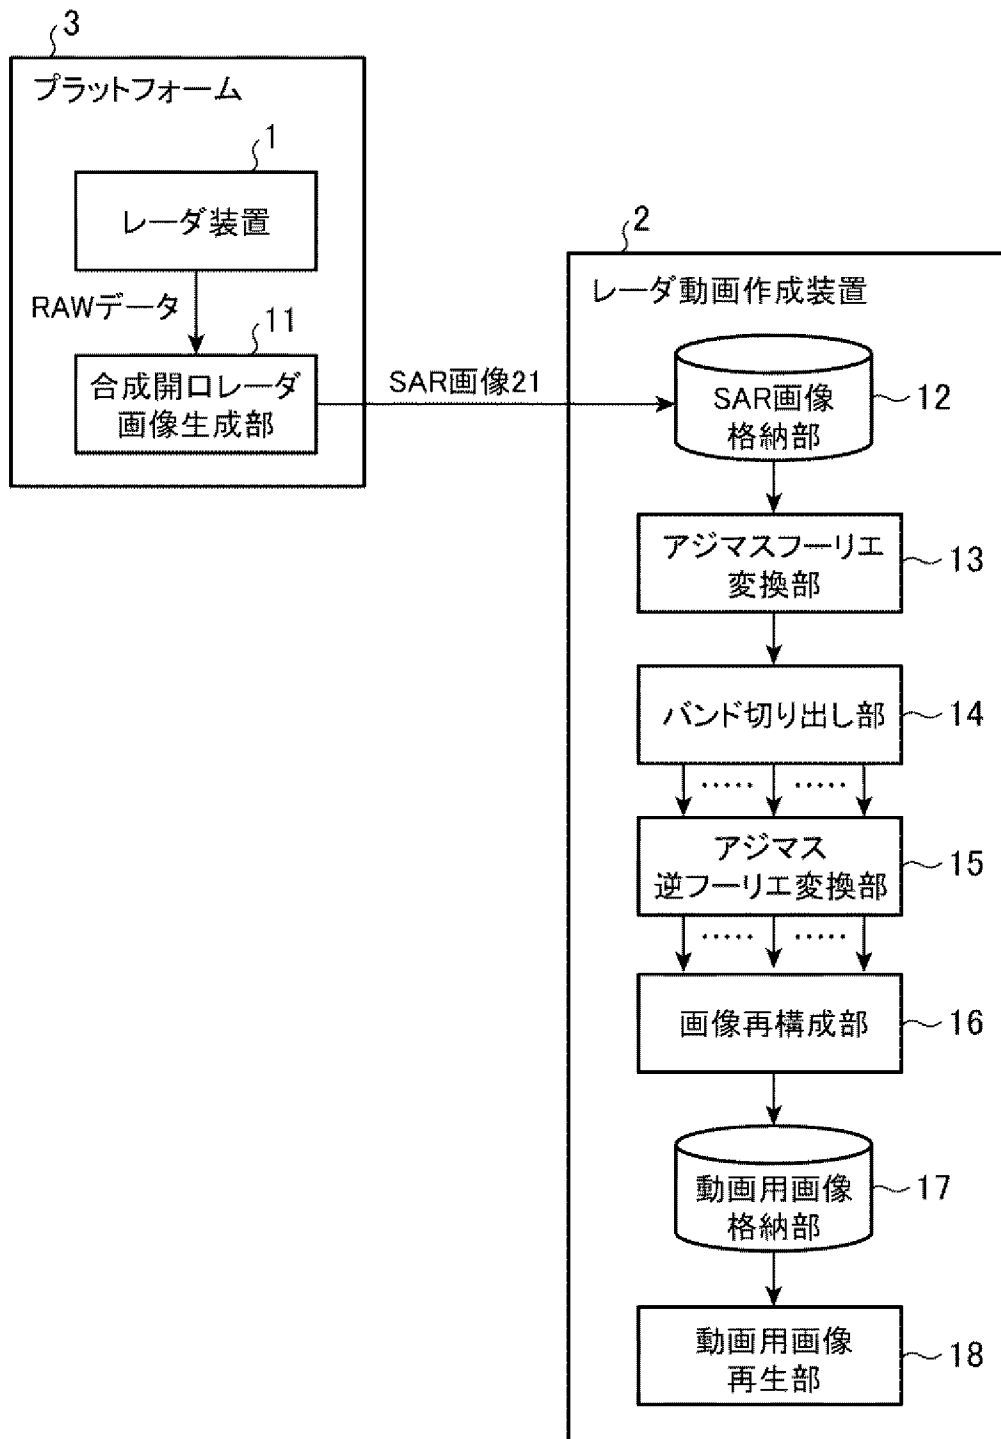 3
プラットフォーム
1
レーダ装置
RAWデータ
11
合成開口レーダ
画像生成部
SAR画像21
2
レーダ動画作成装置
SAR画像
格納部
12
アジマスフーリエ
変換部
13
バンド切り出し部
14
.....
.....
アジマス
逆フーリエ変換部
15
.....
.....
画像再構成部
16
動画用画像
格納部
17
動画用画像
再生部
18